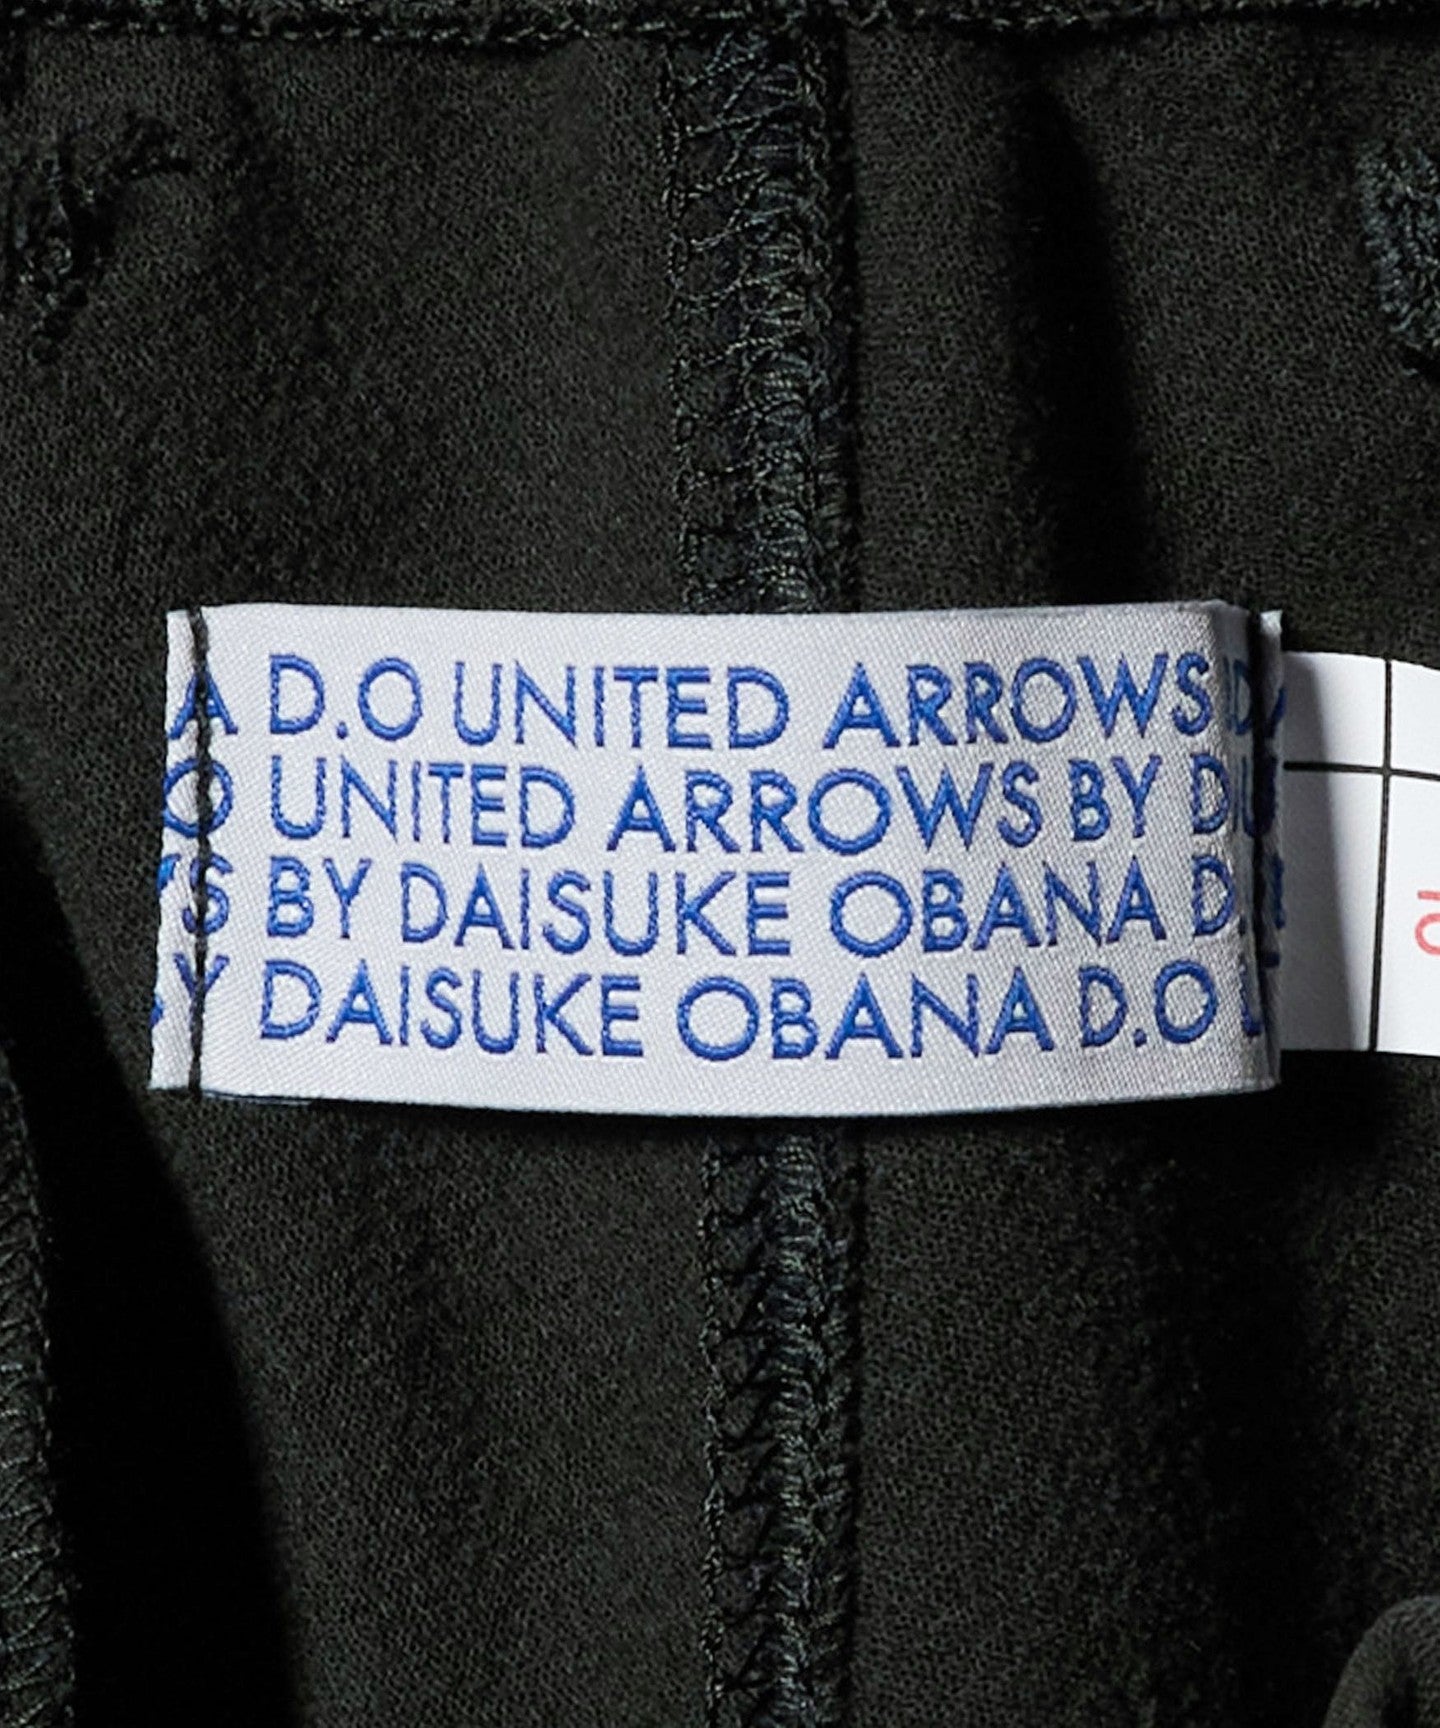 A D.O UNITED ARROWS
O UNITED ARROWS BY D
S BY DAISUKE OBANA D.
Y DAISUKE OBANA D.O